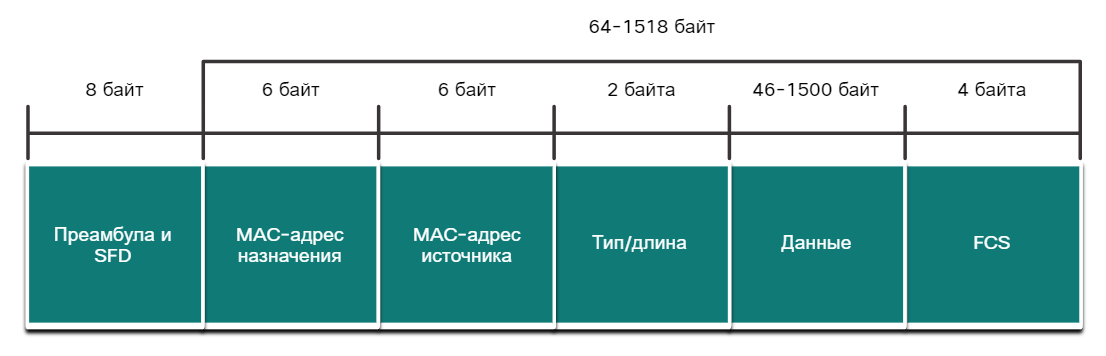 64-1518 байт
8 байт
6 байт
6 байт
2 байта
46-1500 байт
4 байта
Преамбула и
SFD
MAC-адрес
назначения
MAC-адрес
источника
Тип/длина
Данные
FCS